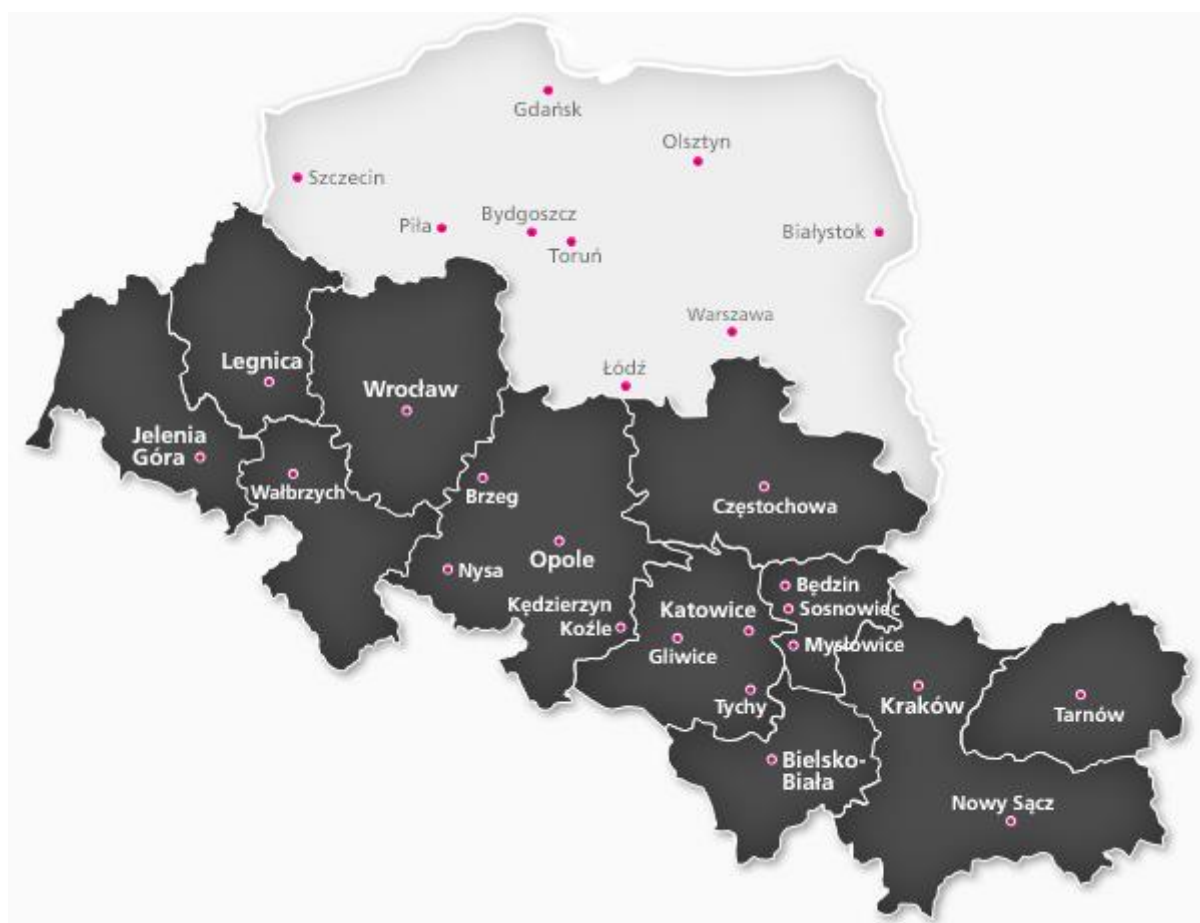 Gdańsk
Olsztyn
Szczecin
Piła
Bydgoszcz
Toruń
Białystok
Warszawa
Łódź
Legnica
Wrocław
Jelenia
Góra
Wałbrzych
Brzeg
Częstochowa
Opole
Nysa
Kędzierzyn
Koźle
Katowice
Gliwice
Będzin
Sosnowiec
Mysłowice
Tychy
Kraków
Tarnów
Bielsko-
Biała
Nowy Sącz